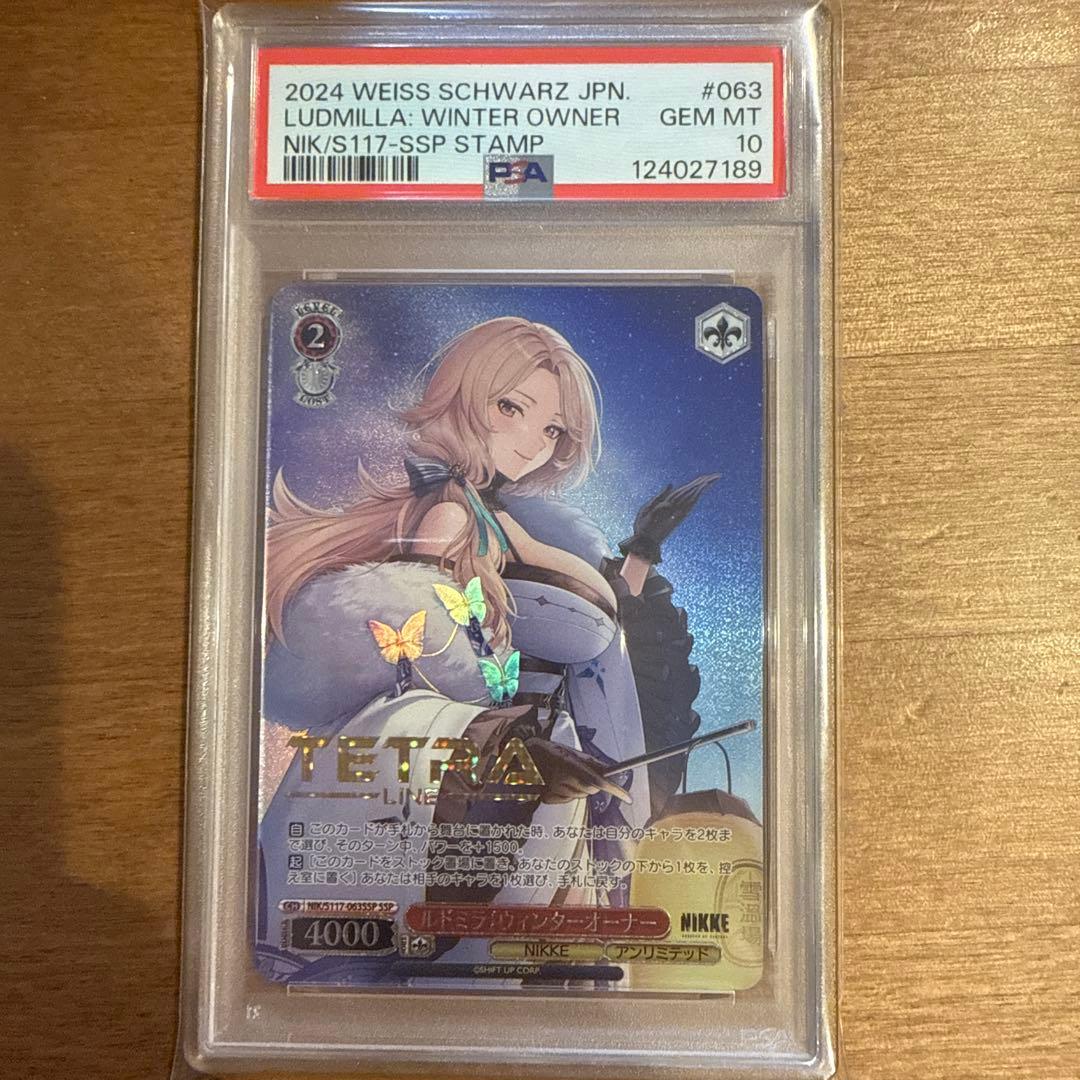 2024 WEISS SCHWARZ JPN. #063
LUDMILLA: WINTER OWNER GEM MT
NIK/S117-SSP STAMP 10
PSA 124027189
LEVEL
2
COST
TETRA
LINE
自 このカードが手札から舞台に置かれた時、あなたは自分のキャラを2枚ま
で選び、そのターン中、パワーを+1500。
起 [このカードをストック置場に置き、あなたのストックの下から1枚を、控
え室に置く] あなたは相手のキャラを1枚選び、手札に戻す。
NIK/S117-063SSP SSP
ルドミラ:ウィンターオーナー
NIKKE
4000
NIKKE アンリミテッド
©SHIFT UP CORP.
PSA